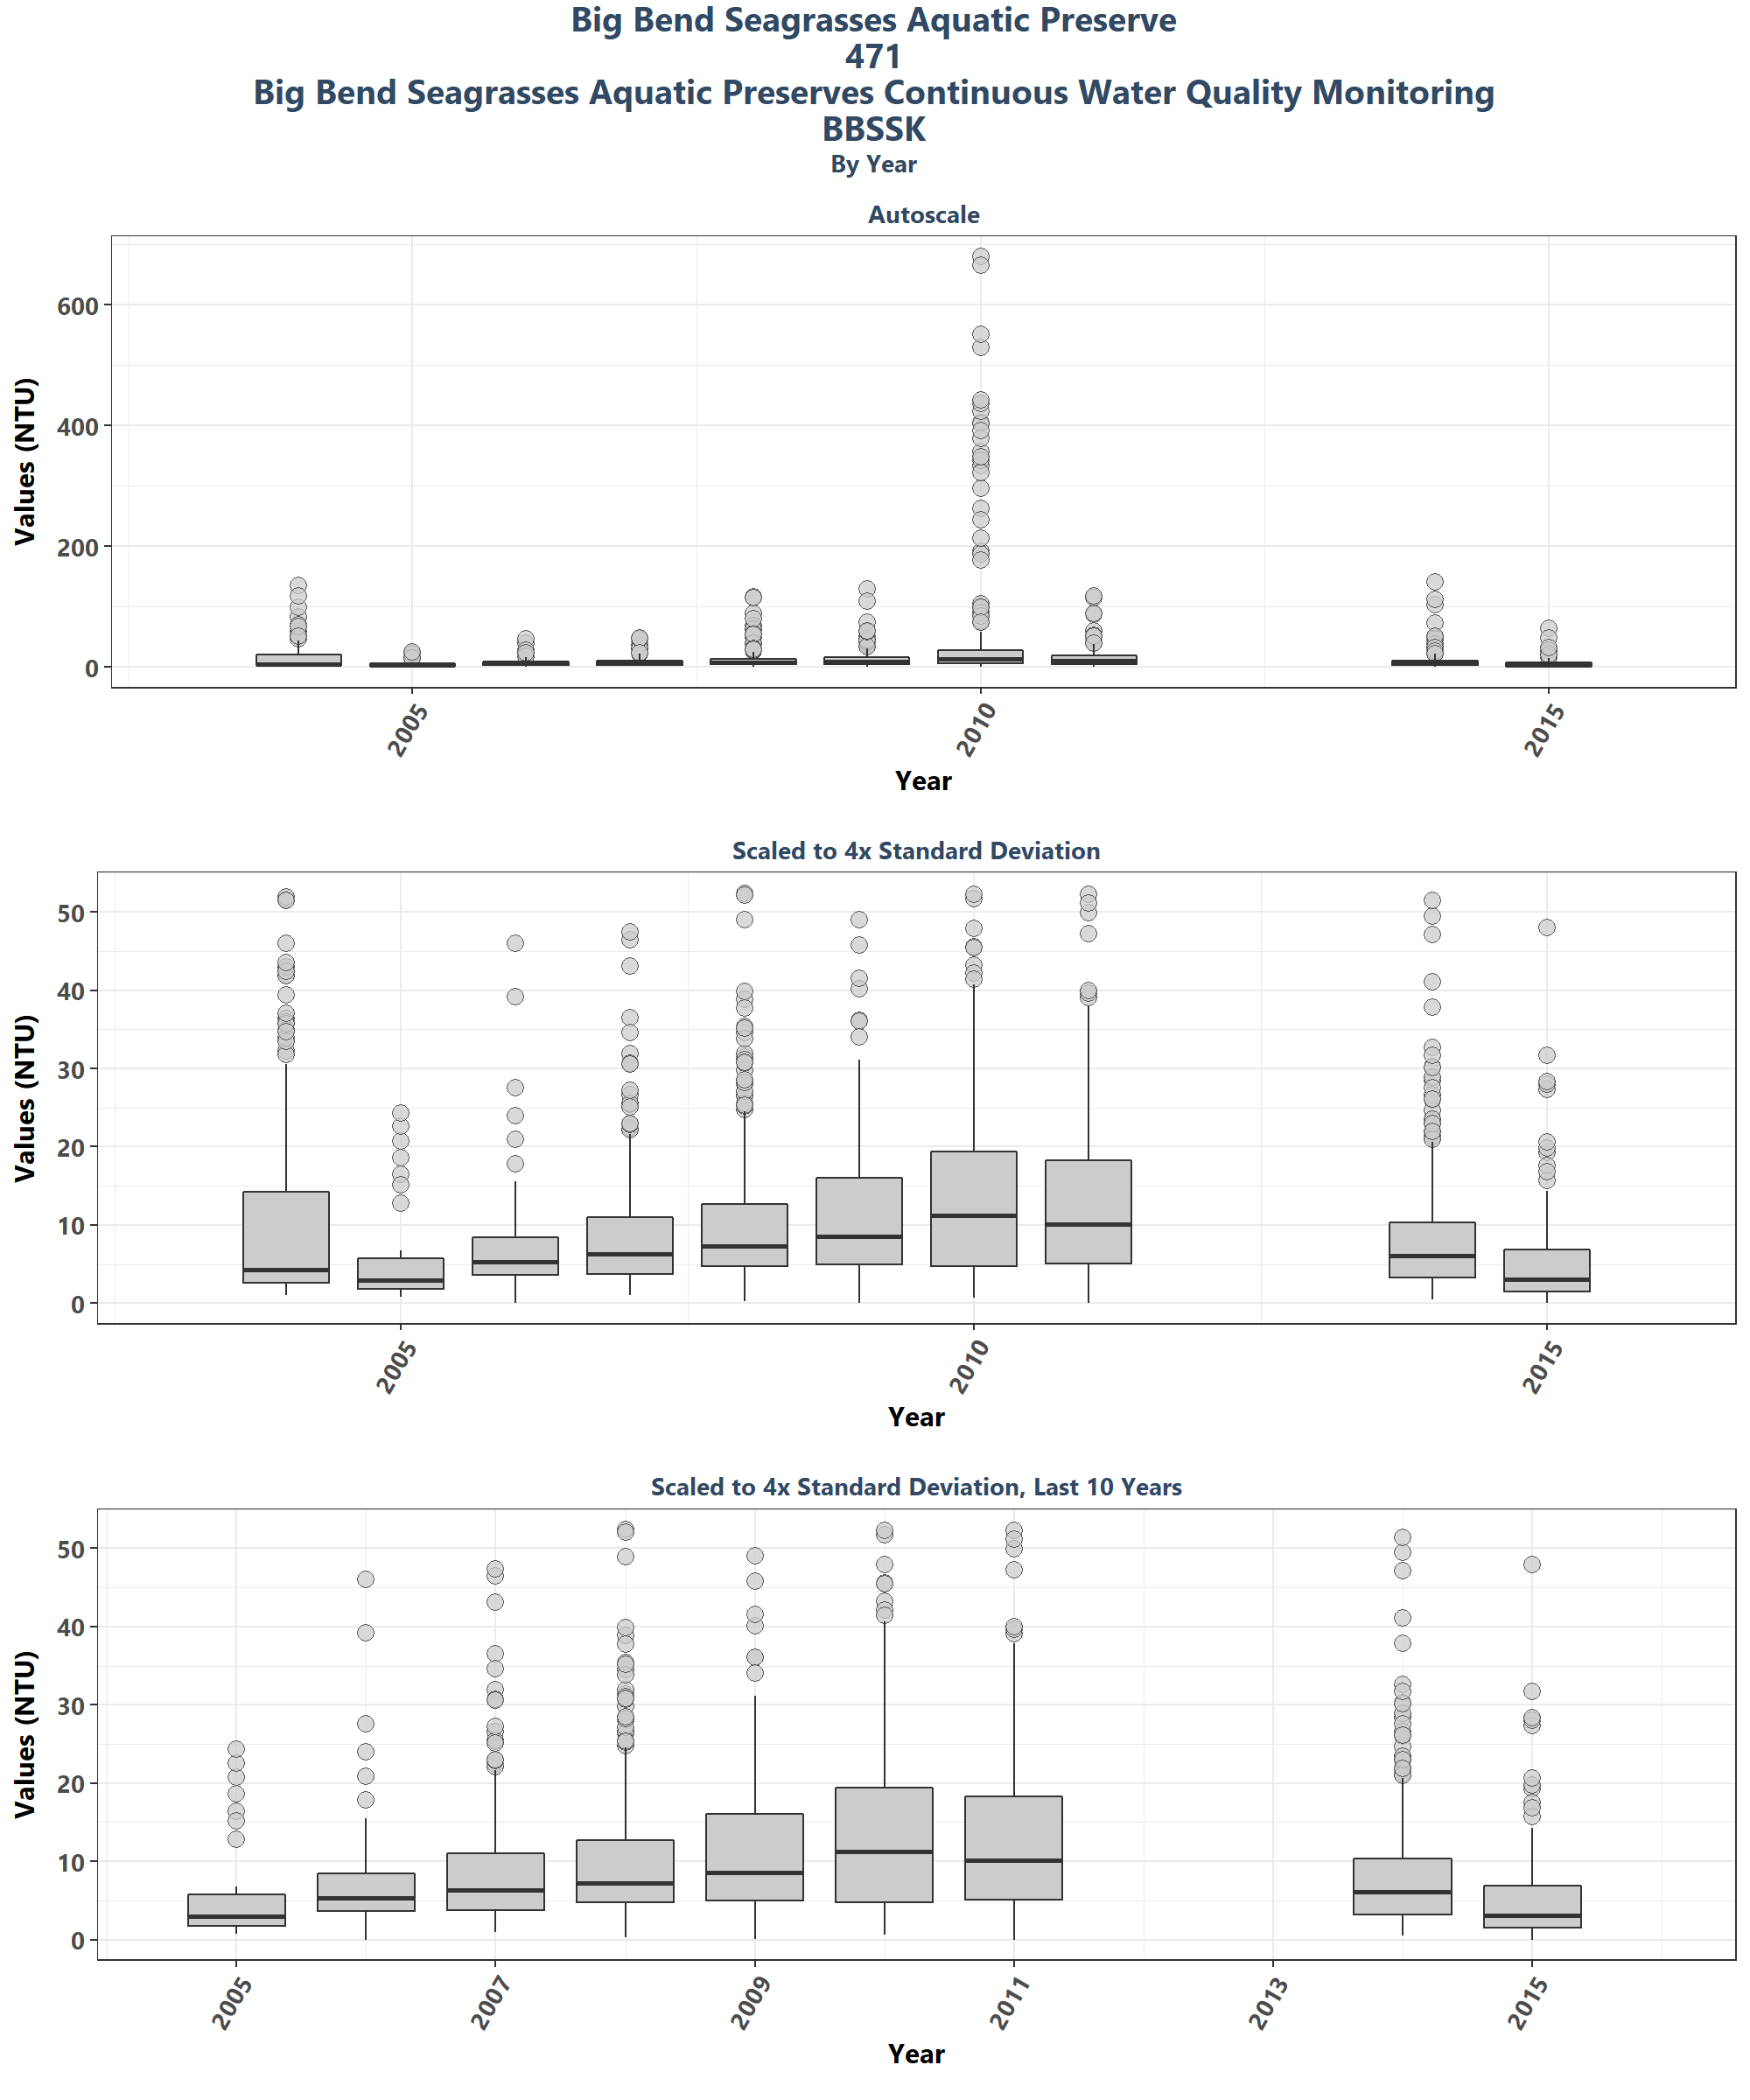 Big Bend Seagrasses Aquatic Preserve
471
Big Bend Seagrasses Aquatic Preserves Continuous Water Quality Monitoring
BBSSK
By Year
Autoscale
Values (NTU)
600
400
200
0
2005
2010
2015
Year
Scaled to 4x Standard Deviation
Values (NTU)
50
40
30
20
10
0
2005
2010
2015
Year
Scaled to 4x Standard Deviation, Last 10 Years
Values (NTU)
50
40
30
20
10
0
2005
2007
2009
2011
2013
2015
Year